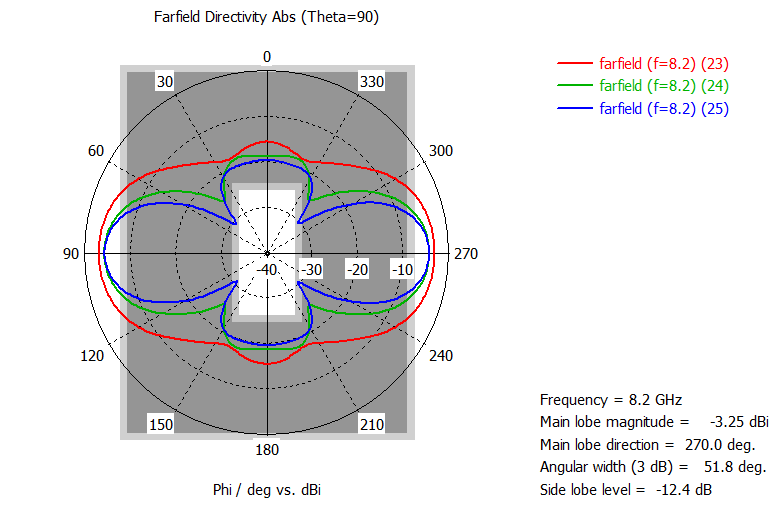 Farfield Directivity Abs (Theta=90)
0
30
330
farfield (f=8.2) (23)
farfield (f=8.2) (24)
farfield (f=8.2) (25)
60
300
90
270
-40
-30
-20
-10
120
240
150
210
180
Frequency = 8.2 GHz
Main lobe magnitude = -3.25 dBi
Main lobe direction = 270.0 deg.
Angular width (3 dB) = 51.8 deg.
Side lobe level = -12.4 dB
Phi / deg vs. dBi